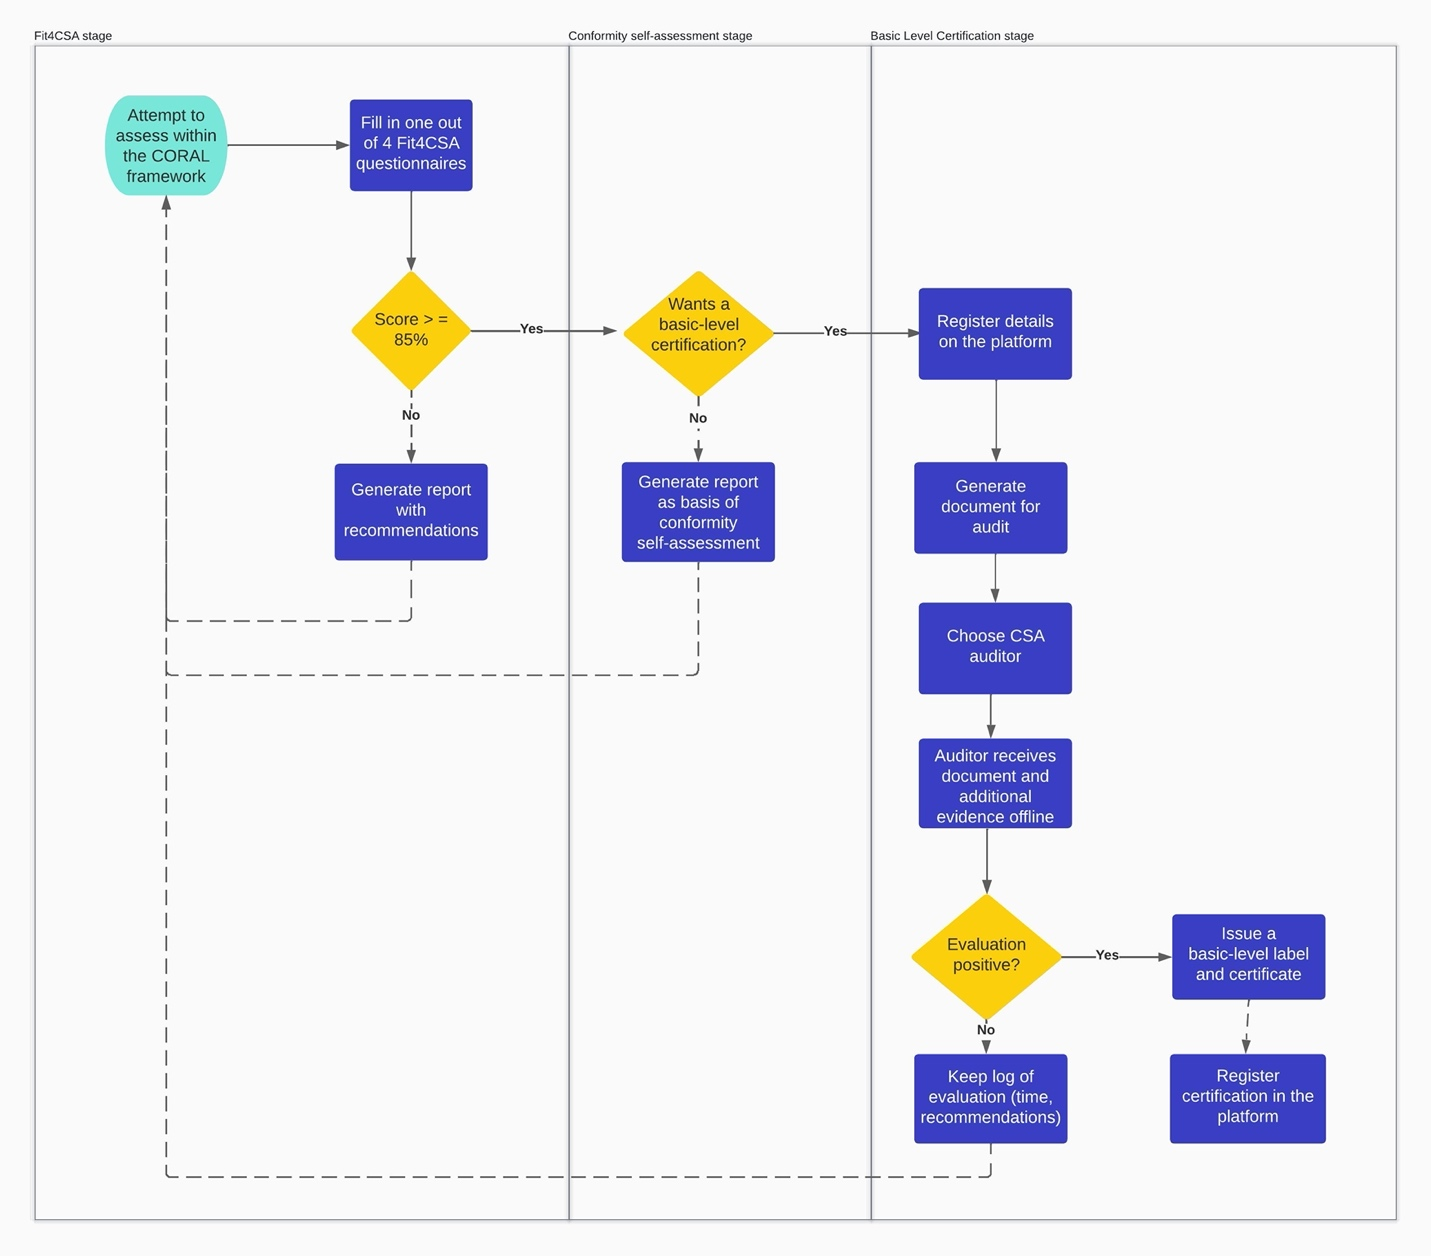 Fit4CSA stage
Conformity self-assessment stage
Basic Level Certification stage
Attempt to
assess within
the CORAL
framework
Fill in one out
of 4 Fit4CSA
questionnaires
Score > =
85%
Yes
Wants a
basic-level
certification?
Yes
Register details
on the platform
No
No
Generate report
with
recommendations
Generate report
as basis of
conformity
self-assessment
Generate
document for
audit
Choose CSA
auditor
Auditor receives
document and
additional
evidence offline
Evaluation
positive?
Yes
Issue a
basic-level label
and certificate
No
Keep log of
evaluation (time,
recommendations)
Register
certification in the
platform